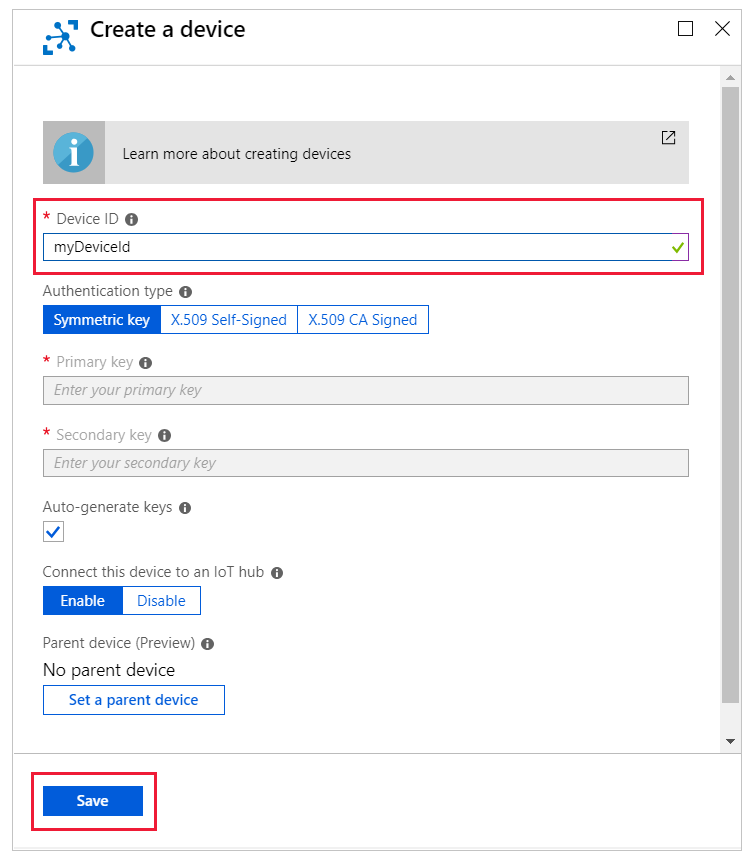 Create a device
Learn more about creating devices
* Device ID
myDeviceId
Authentication type
Symmetric key X.509 Self-Signed X.509 CA Signed
* Primary key
Enter your primary key
* Secondary key
Enter your secondary key
Auto-generate keys
Connect this device to an IoT hub
Enable Disable
Parent device (Preview)
No parent device
Set a parent device
Save